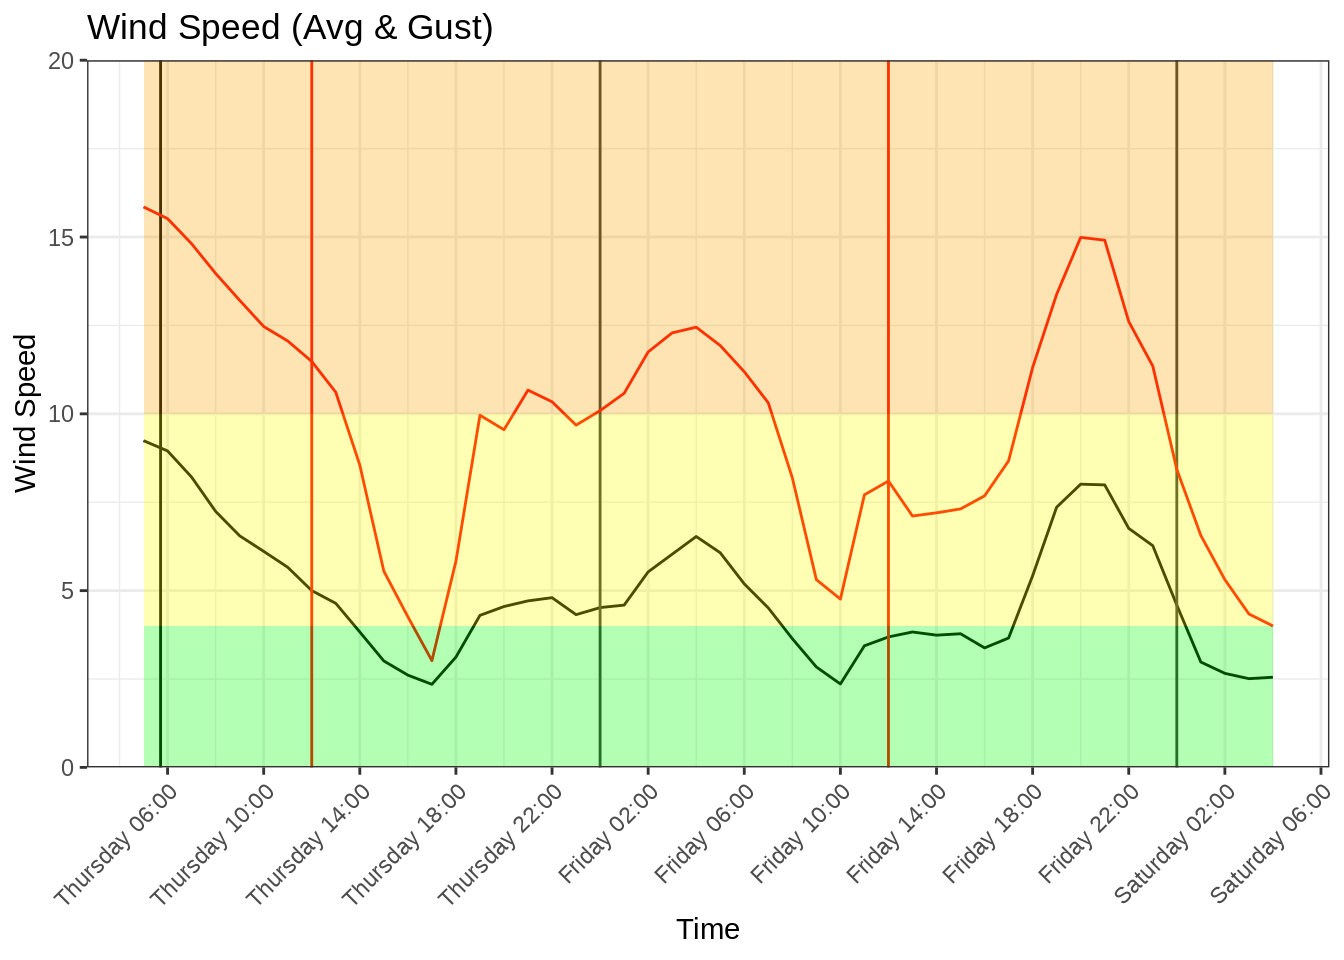 Wind Speed (Avg & Gust)
20
15
10
5
0
Wind Speed
Thursday 06:00
Thursday 10:00
Thursday 14:00
Thursday 18:00
Thursday 22:00
Friday 02:00
Friday 06:00
Friday 10:00
Friday 14:00
Friday 18:00
Friday 22:00
Saturday 02:00
Saturday 06:00
Time